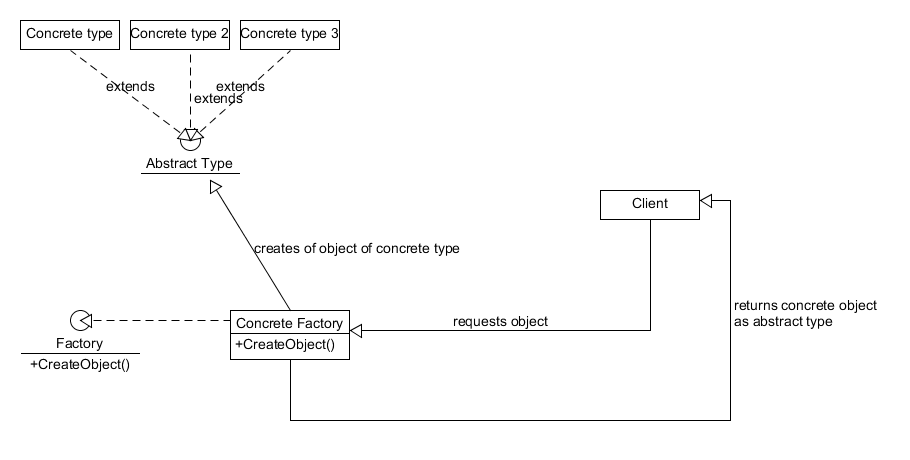 Concrete type
Concrete type 2
Concrete type 3
extends
extends
extends
Abstract Type
Client
creates of object of concrete type
returns concrete object
as abstract type
Concrete Factory
+CreateObject()
requests object
Factory
+CreateObject()